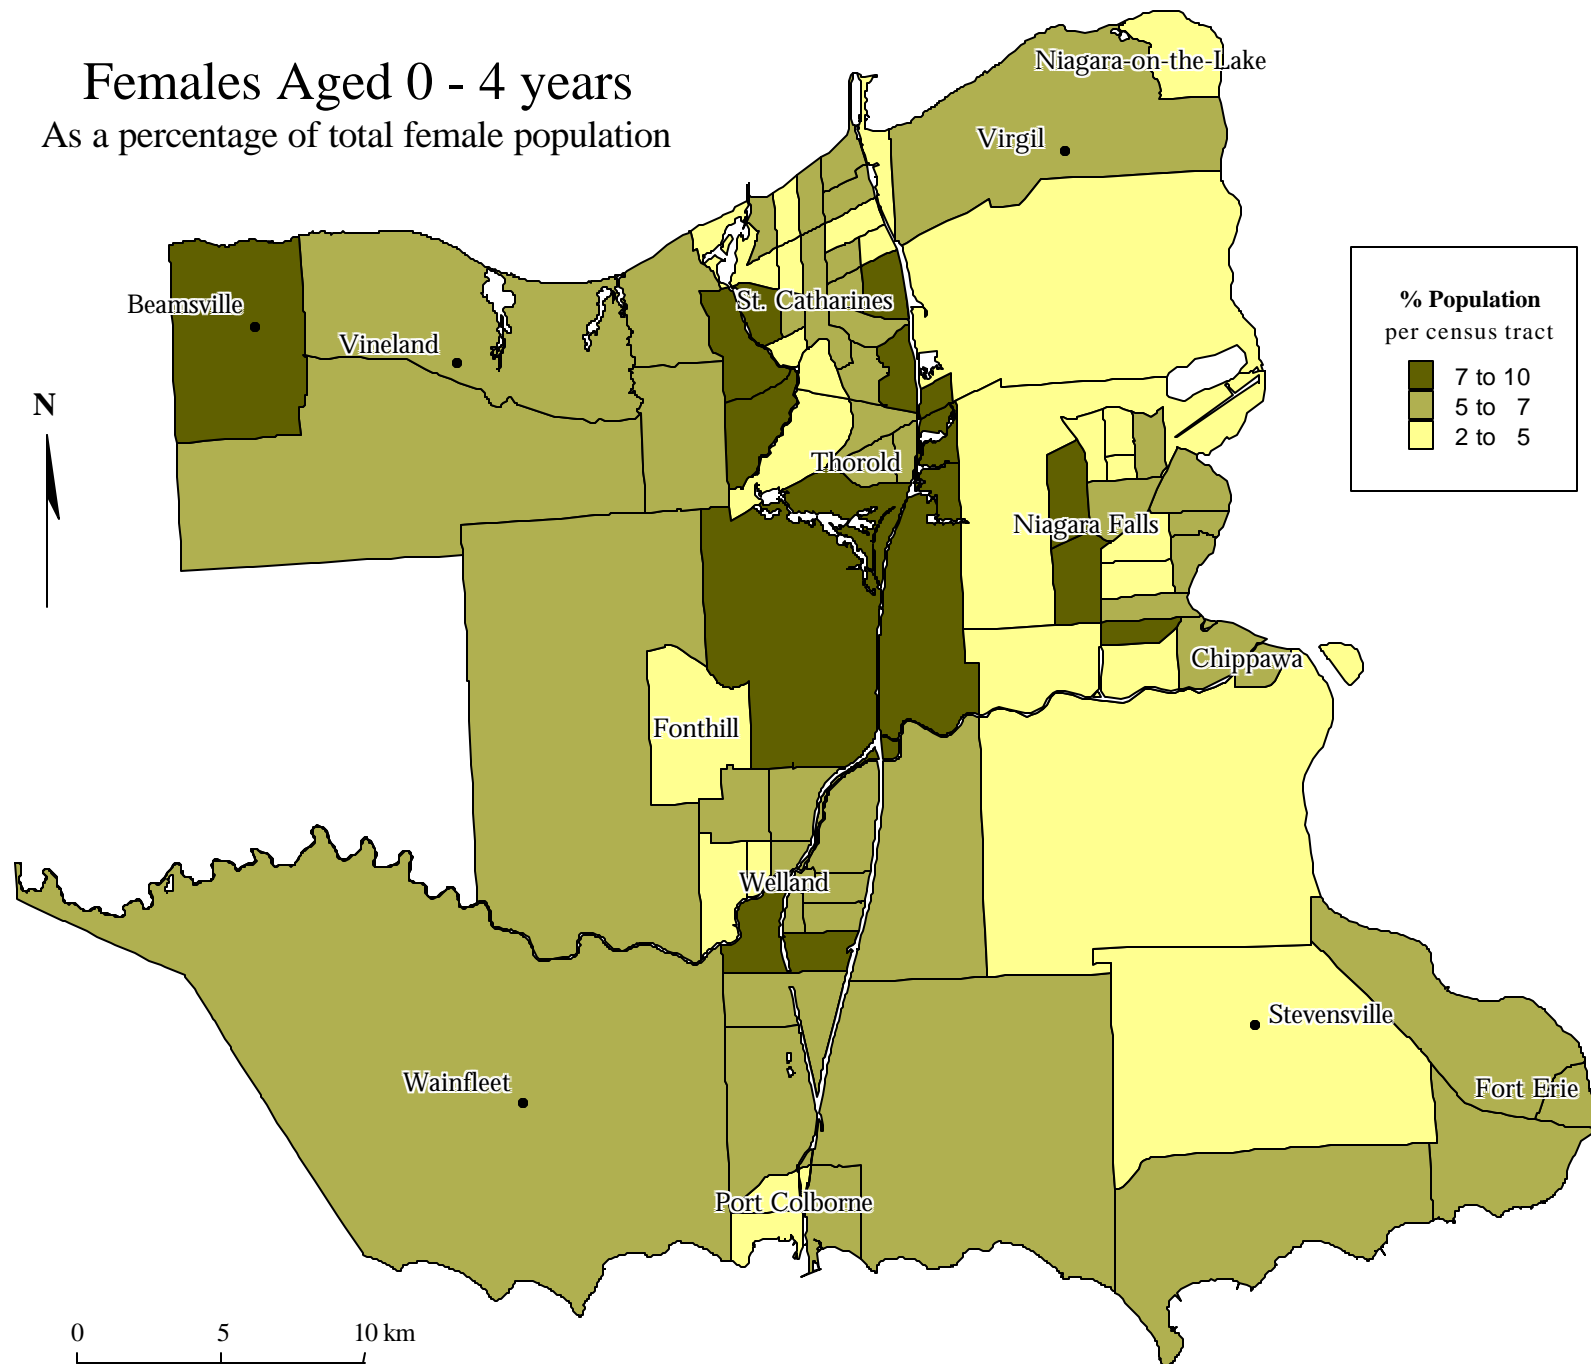 Females Aged 0 - 4 years
As a percentage of total female population
Niagara-on-the-Lake
Virgil
Beamsville
St. Catharines
Vineland
% Population
per census tract
7 to 10
5 to 7
2 to 5
N
Thorold
Niagara Falls
Chippawa
Fonthill
Welland
Stevensville
Wainfleet
Fort Erie
Port Colborne
0 5 10 km